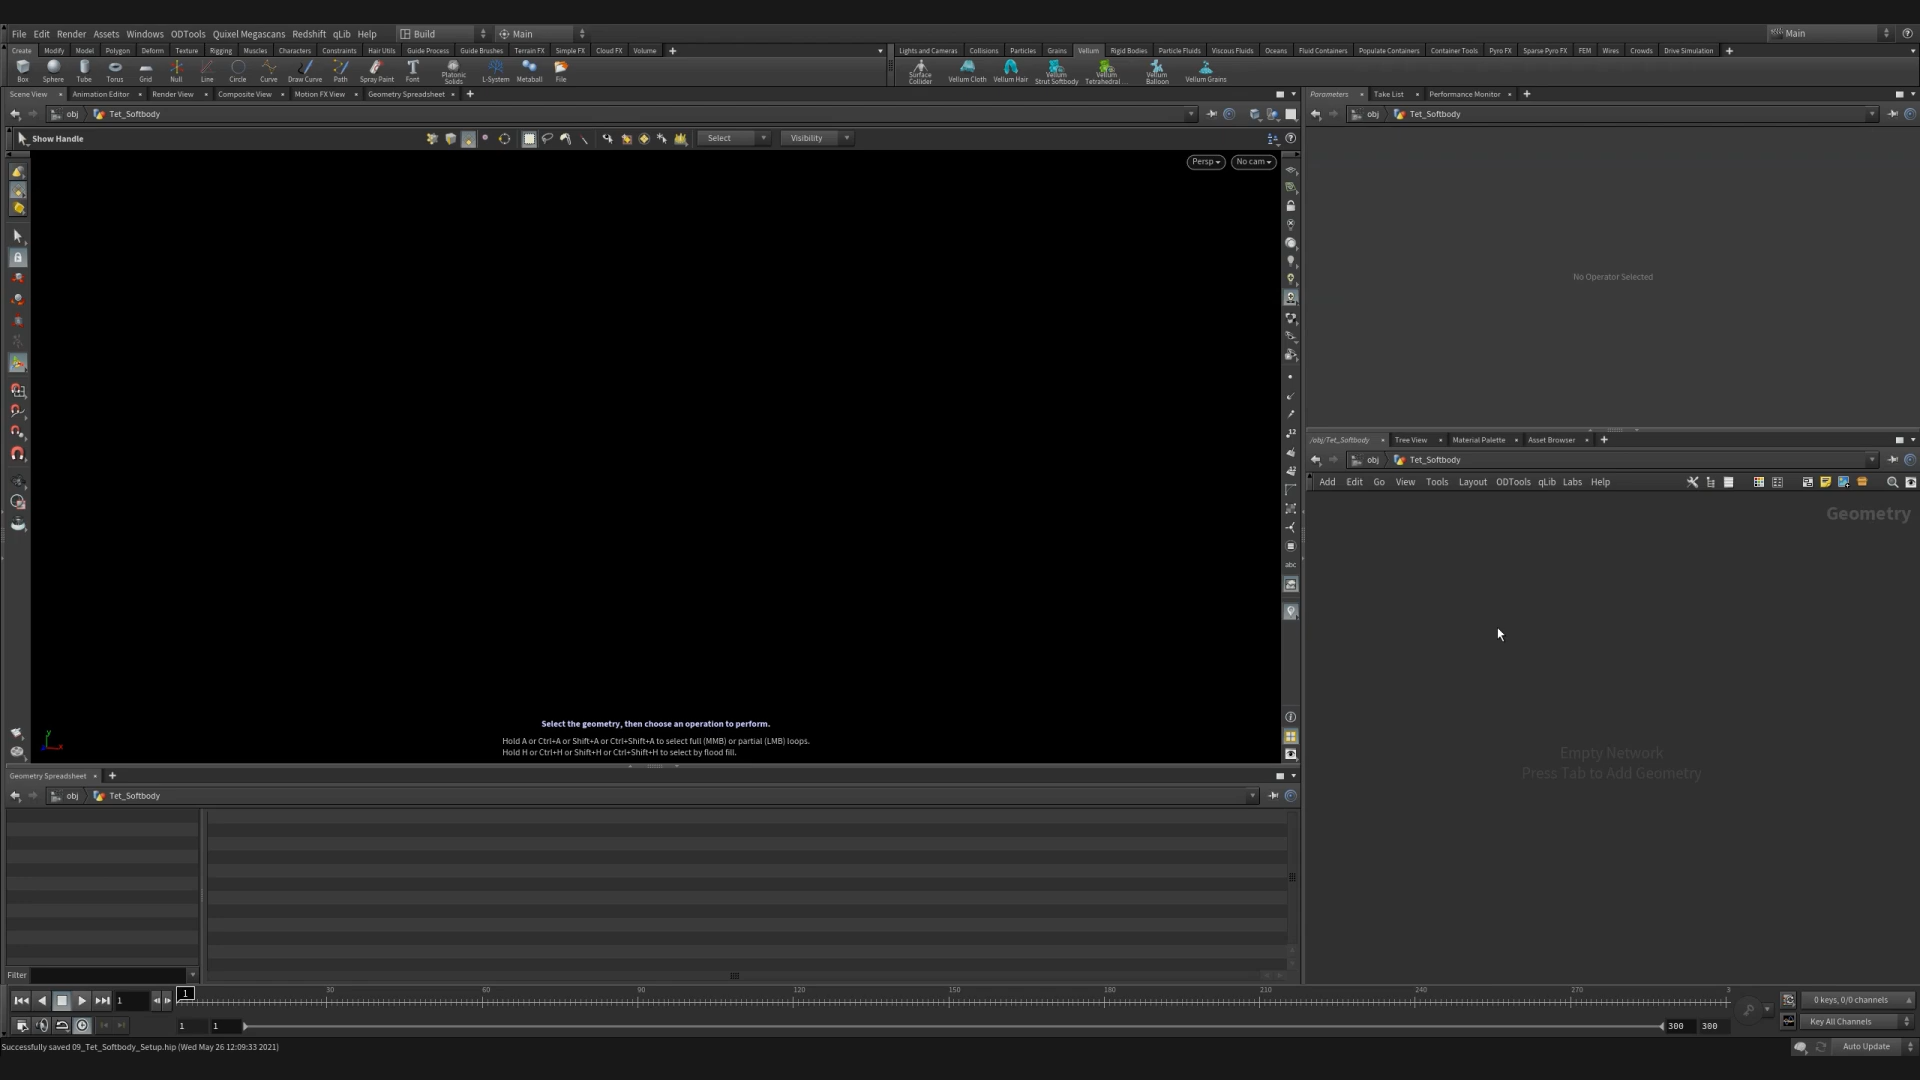 File Edit Render Assets Windows ODTools Quixel Megascans Redshift qLib Help Build Main Main
Create Modify Model Polygon Deform Texture Rigging Muscles Characters Constraints Hair Utils Guide Process Guide Brushes Terrain FX Simple FX Cloud FX Volume
Lights and Cameras Collisions Particles Grains Vellum Rigid Bodies Particle Fluids Viscous Fluids Oceans Fluid Containers Populate Containers Container Tools Pyro FX Sparse Pyro FX FEM Wires Crowds Drive Simulation
Box Sphere Tube Torus Grid Null Line Circle Curve Draw Curve Path Spray Paint Font Platonic Solids L-System Metaball File
Surface Collider Vellum Cloth Vellum Hair Vellum Strut Softbody Vellum Tetrahedral ... Vellum Balloon Vellum Grains
Scene View Animation Editor Render View Composite View Motion FX View Geometry Spreadsheet
Parameters Take List Performance Monitor
obj Tet_Softbody
obj Tet_Softbody
Show Handle Select Visibility
Persp No cam
No Operator Selected
/obj/Tet_Softbody Tree View Material Palette Asset Browser
obj Tet_Softbody
Add Edit Go View Tools Layout ODTools qLib Labs Help
Geometry
12
12
abc
Empty Network
Press Tab to Add Geometry
Select the geometry, then choose an operation to perform.
Hold A or Ctrl+A or Shift+A or Ctrl+Shift+A to select full (MMB) or partial (LMB) loops.
Hold H or Ctrl+H or Shift+H or Ctrl+Shift+H to select by flood fill.
y
x
Geometry Spreadsheet
obj Tet_Softbody
Filter
1 1 30 60 90 120 150 180 210 240 270 3
0 keys, 0/0 channels
1 1 300 300
Key All Channels
Successfully saved 09_Tet_Softbody_Setup.hip (Wed May 26 12:09:33 2021)
Auto Update